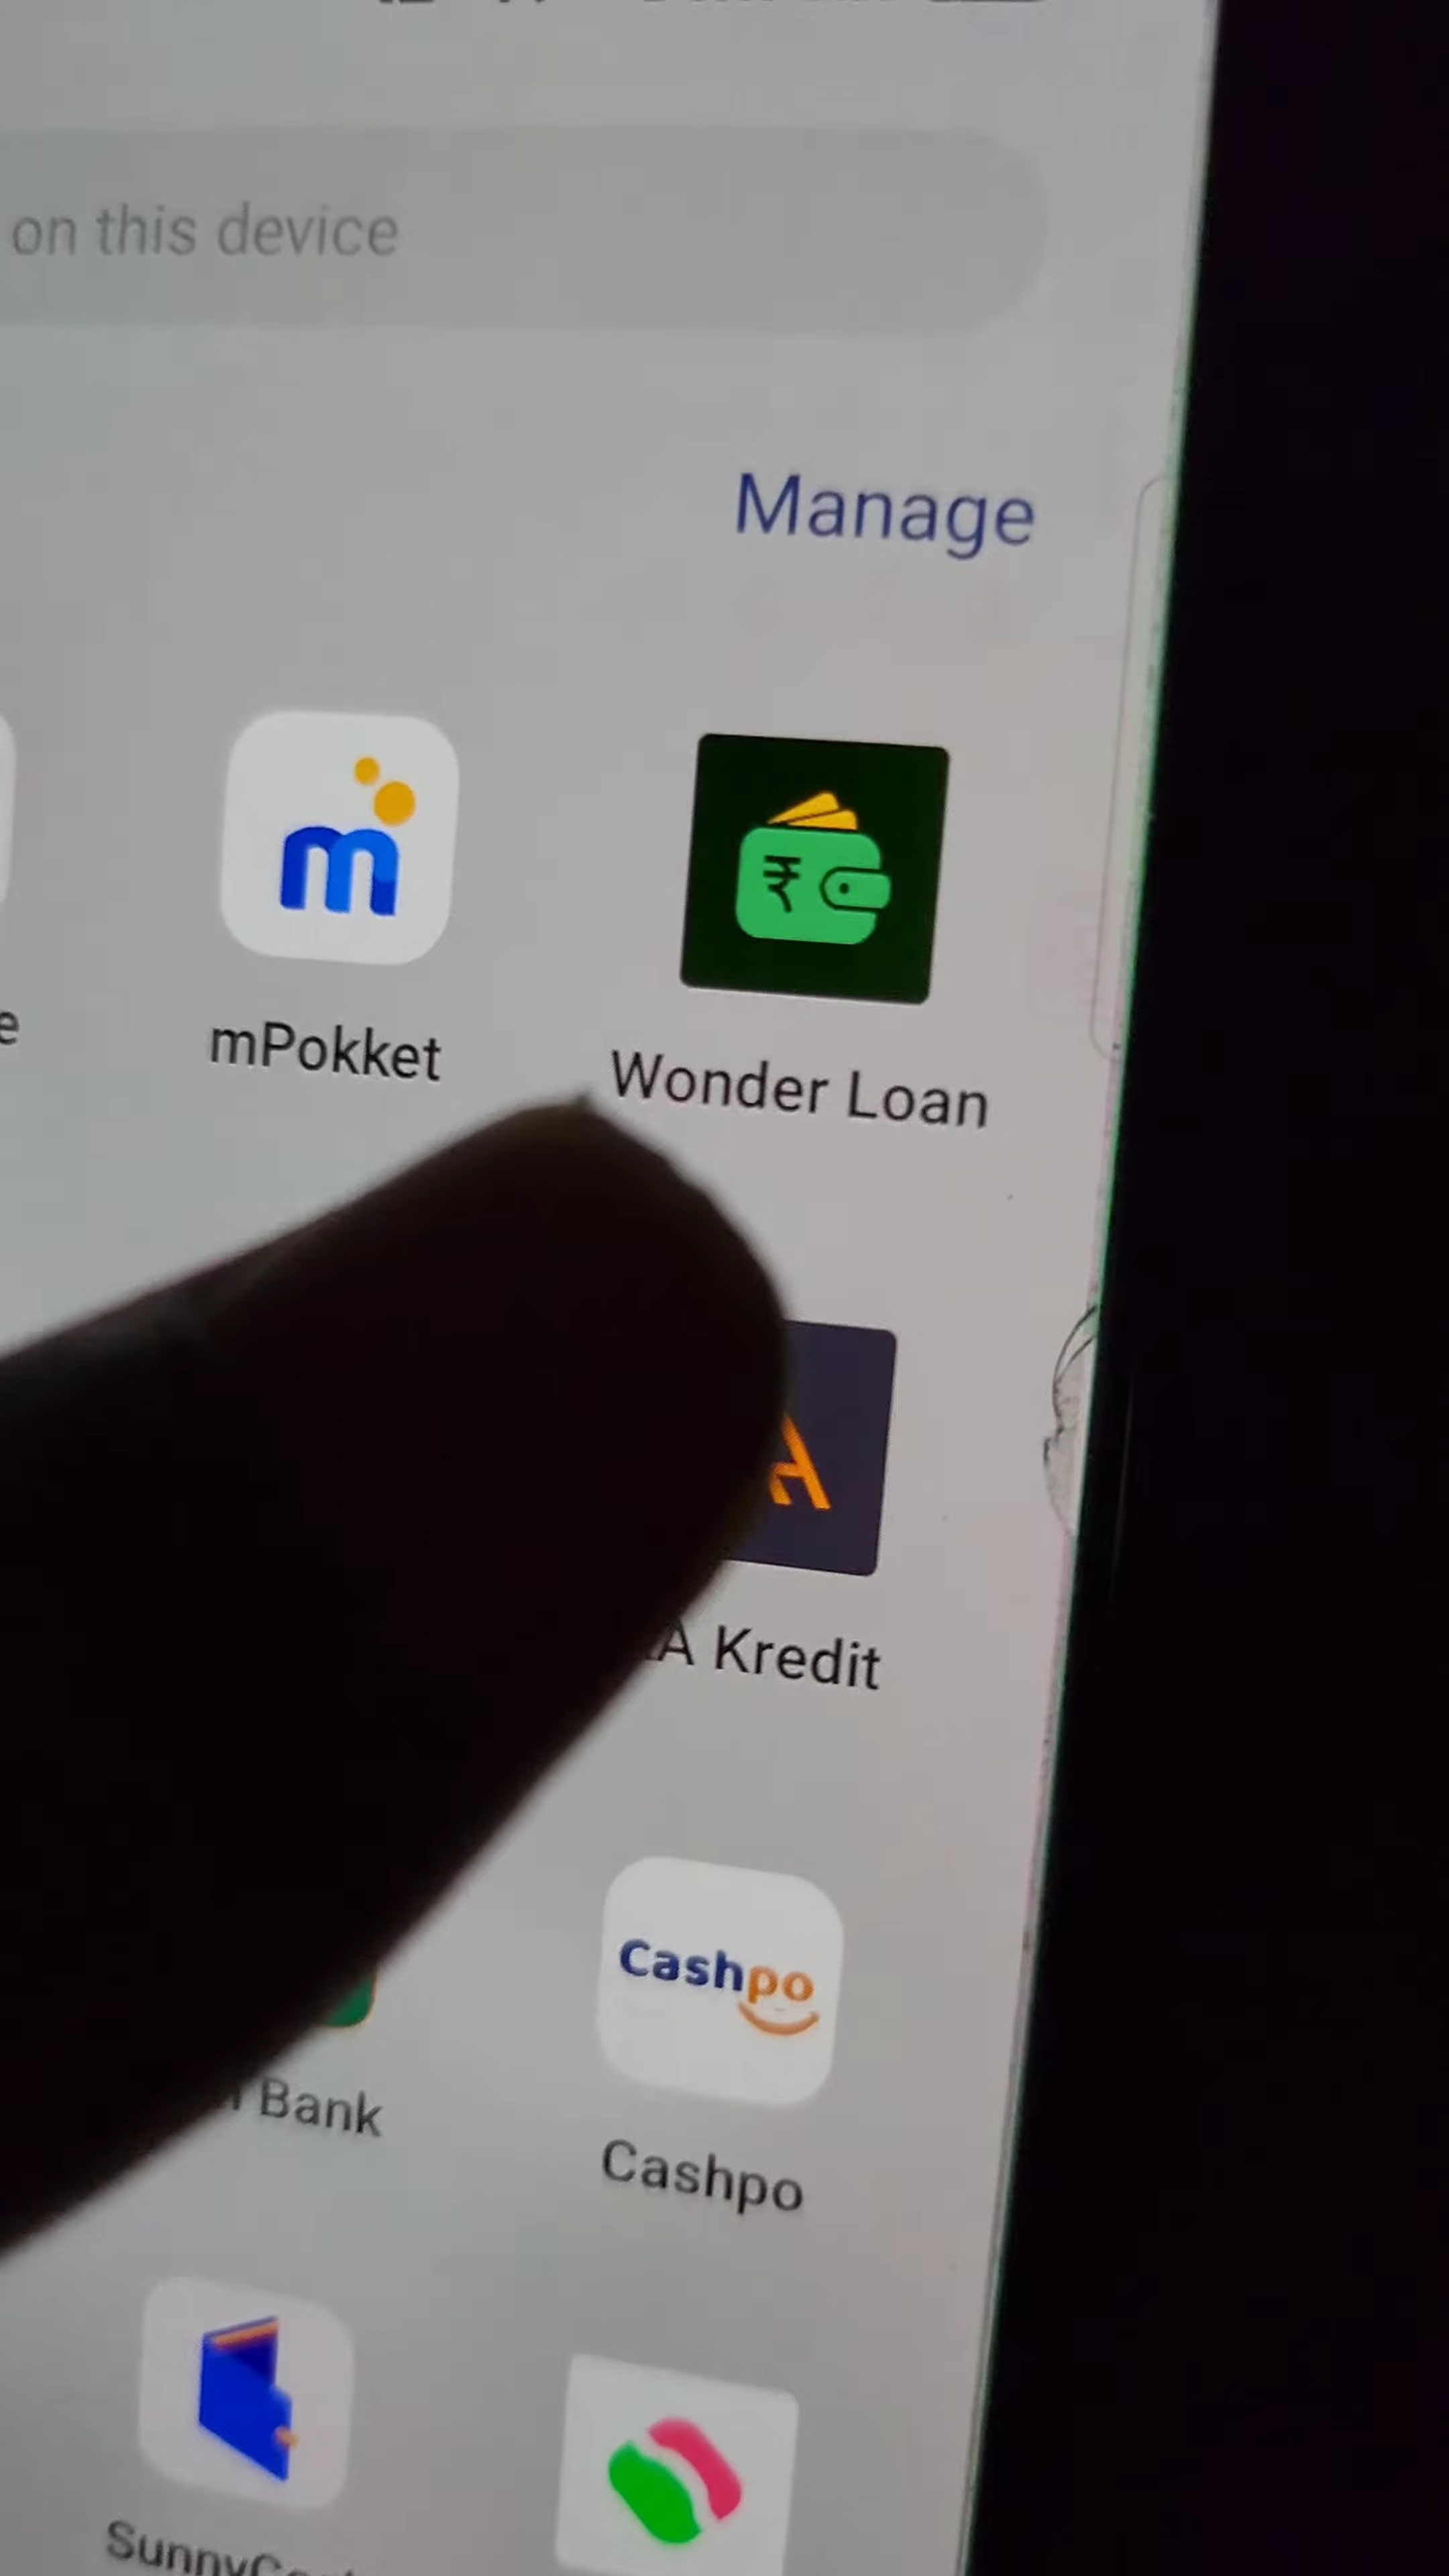 on this device
Manage
mPokket
Wonder Loan
A Kredit
Cashpo
Bank
Cashpo